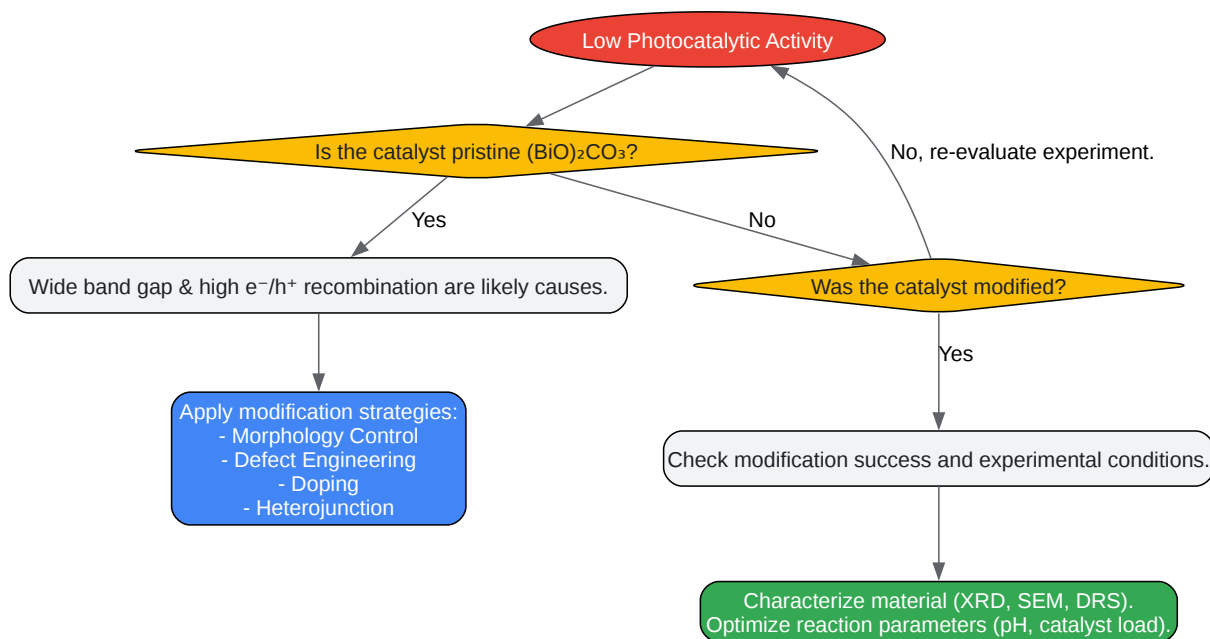 Low Photocatalytic Activity
Is the catalyst pristine (BiO)₂CO₃?
No, re-evaluate experiment.
Yes
No
Wide band gap & high e⁻/h⁺ recombination are likely causes.
Was the catalyst modified?
Yes
Apply modification strategies:
- Morphology Control
- Defect Engineering
- Doping
- Heterojunction
Check modification success and experimental conditions.
Characterize material (XRD, SEM, DRS).
Optimize reaction parameters (pH, catalyst load).